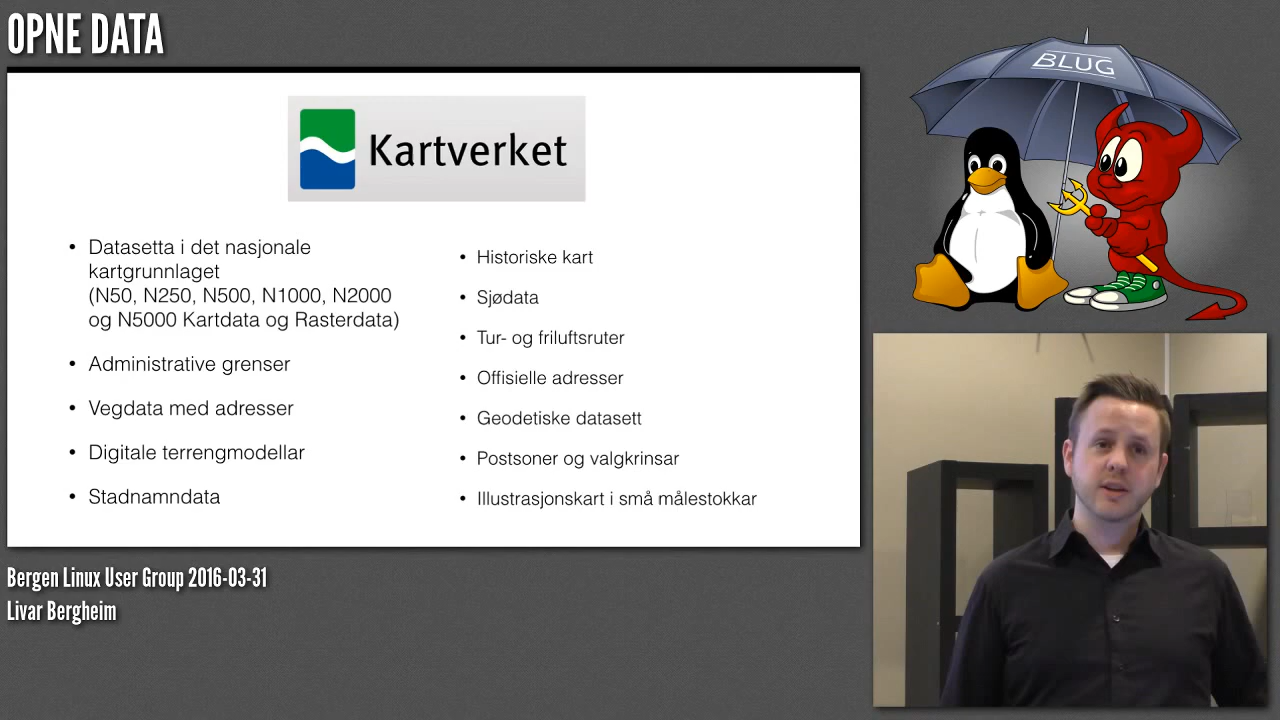 OPNE DATA
BLUG
Kartverket
• Datasetta i det nasjonale
kartgrunnlaget
(N50, N250, N500, N1000, N2000
og N5000 Kartdata og Rasterdata)
• Administrative grenser
• Vegdata med adresser
• Digitale terrengmodellar
• Stadnamndata
• Historiske kart
• Sjødata
• Tur- og friluftsruter
• Offisielle adresser
• Geodetiske datasett
• Postsoner og valgkrinsar
• Illustrasjonskart i små målestokkar
Bergen Linux User Group 2016-03-31
Livar Bergheim